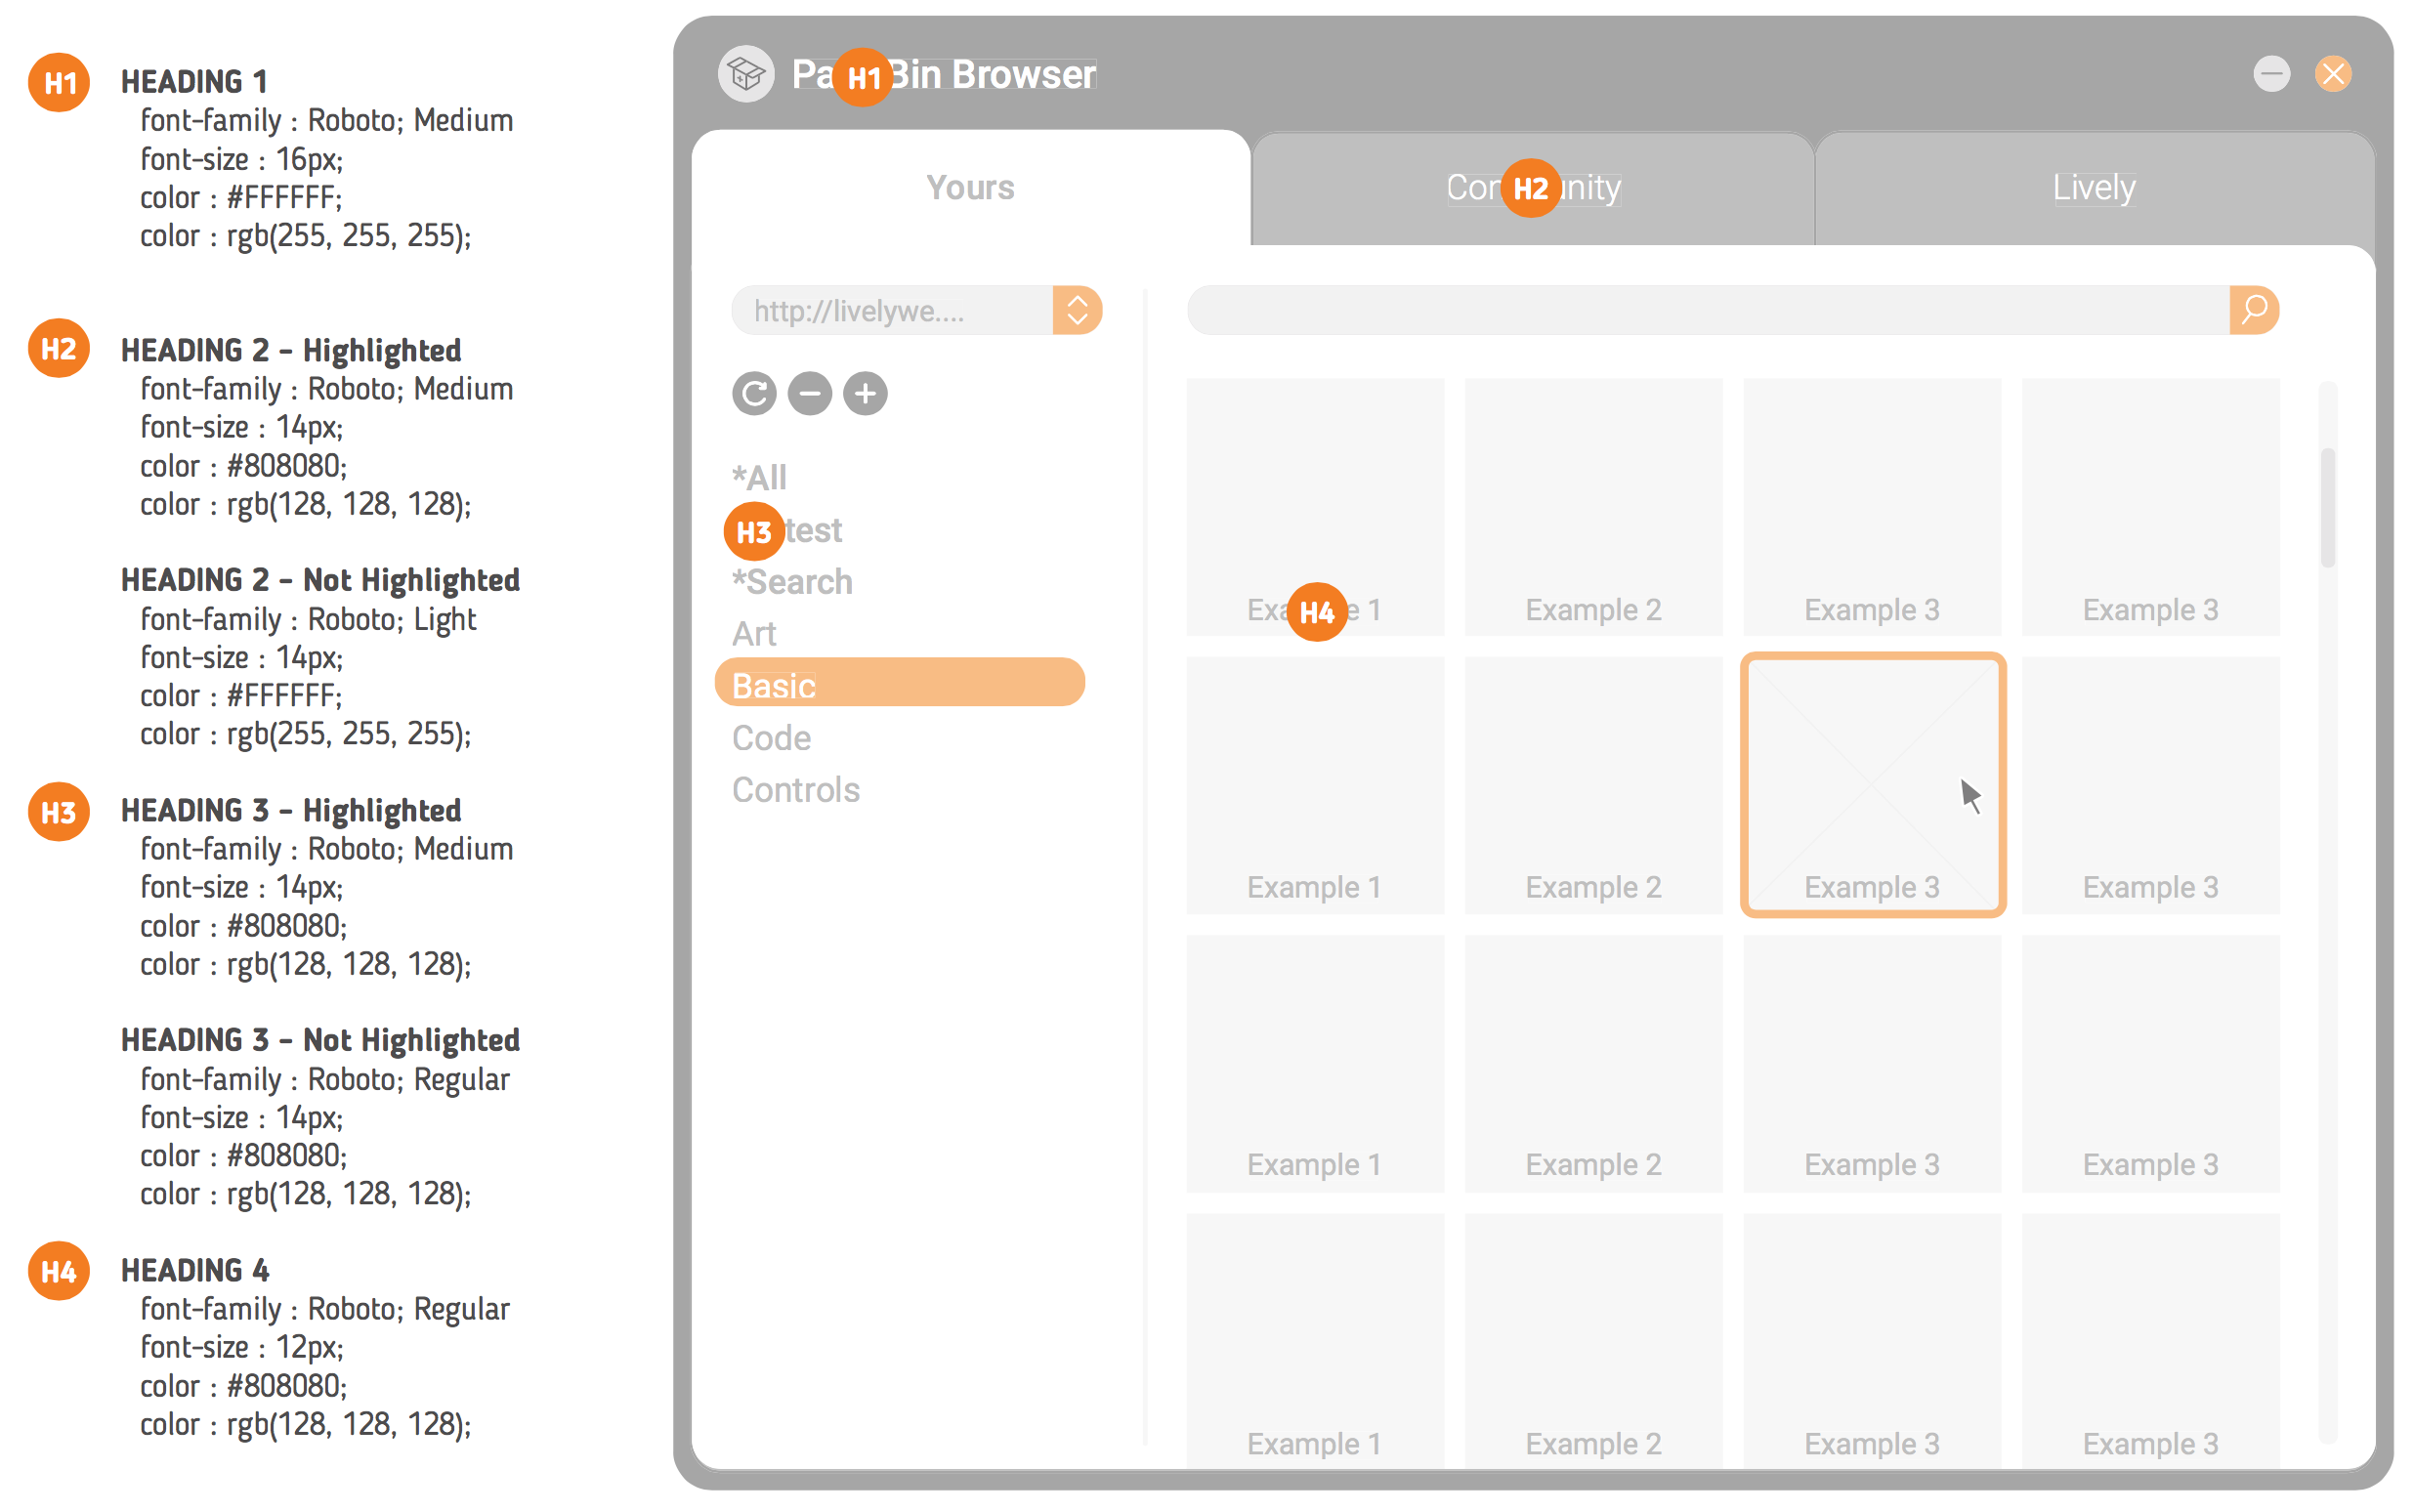 H1
HEADING 1
font-family : Roboto; Medium
font-size : 16px;
color : #FFFFFF;
color : rgb(255, 255, 255);
H2
HEADING 2 - Highlighted
font-family : Roboto; Medium
font-size : 14px;
color : #808080;
color : rgb(128, 128, 128);
HEADING 2 - Not Highlighted
font-family : Roboto; Light
font-size : 14px;
color : #FFFFFF;
color : rgb(255, 255, 255);
H3
HEADING 3 - Highlighted
font-family : Roboto; Medium
font-size : 14px;
color : #808080;
color : rgb(128, 128, 128);
HEADING 3 - Not Highlighted
font-family : Roboto; Regular
font-size : 14px;
color : #808080;
color : rgb(128, 128, 128);
H4
HEADING 4
font-family : Roboto; Regular
font-size : 12px;
color : #808080;
color : rgb(128, 128, 128);
H1 Bin Browser
Yours
H2
Lively
http://livelywe....
*All
H3
*Search
Art
Basic
Code
Controls
H4 1
Example 2
Example 3
Example 3
Example 1
Example 2
Example 3
Example 3
Example 1
Example 2
Example 3
Example 3
Example 1
Example 2
Example 3
Example 3